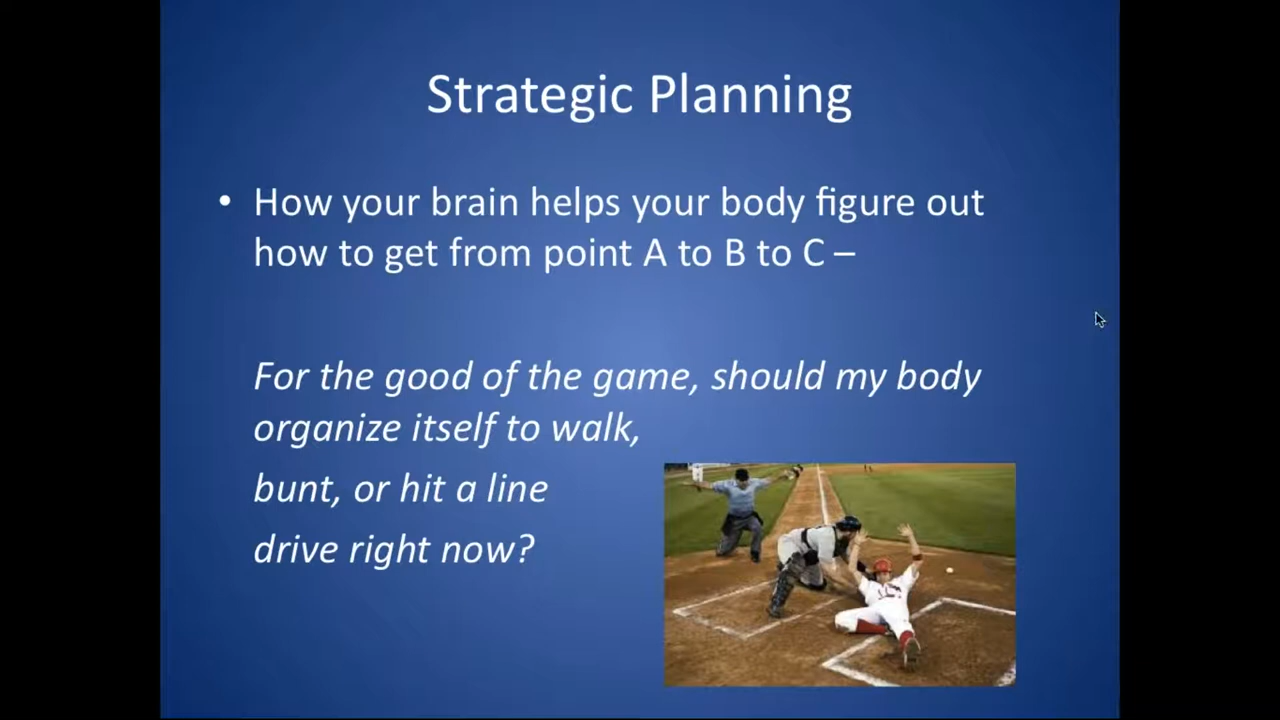 Strategic Planning
• How your brain helps your body figure out
how to get from point A to B to C –
For the good of the game, should my body
organize itself to walk,
bunt, or hit a line
drive right now?